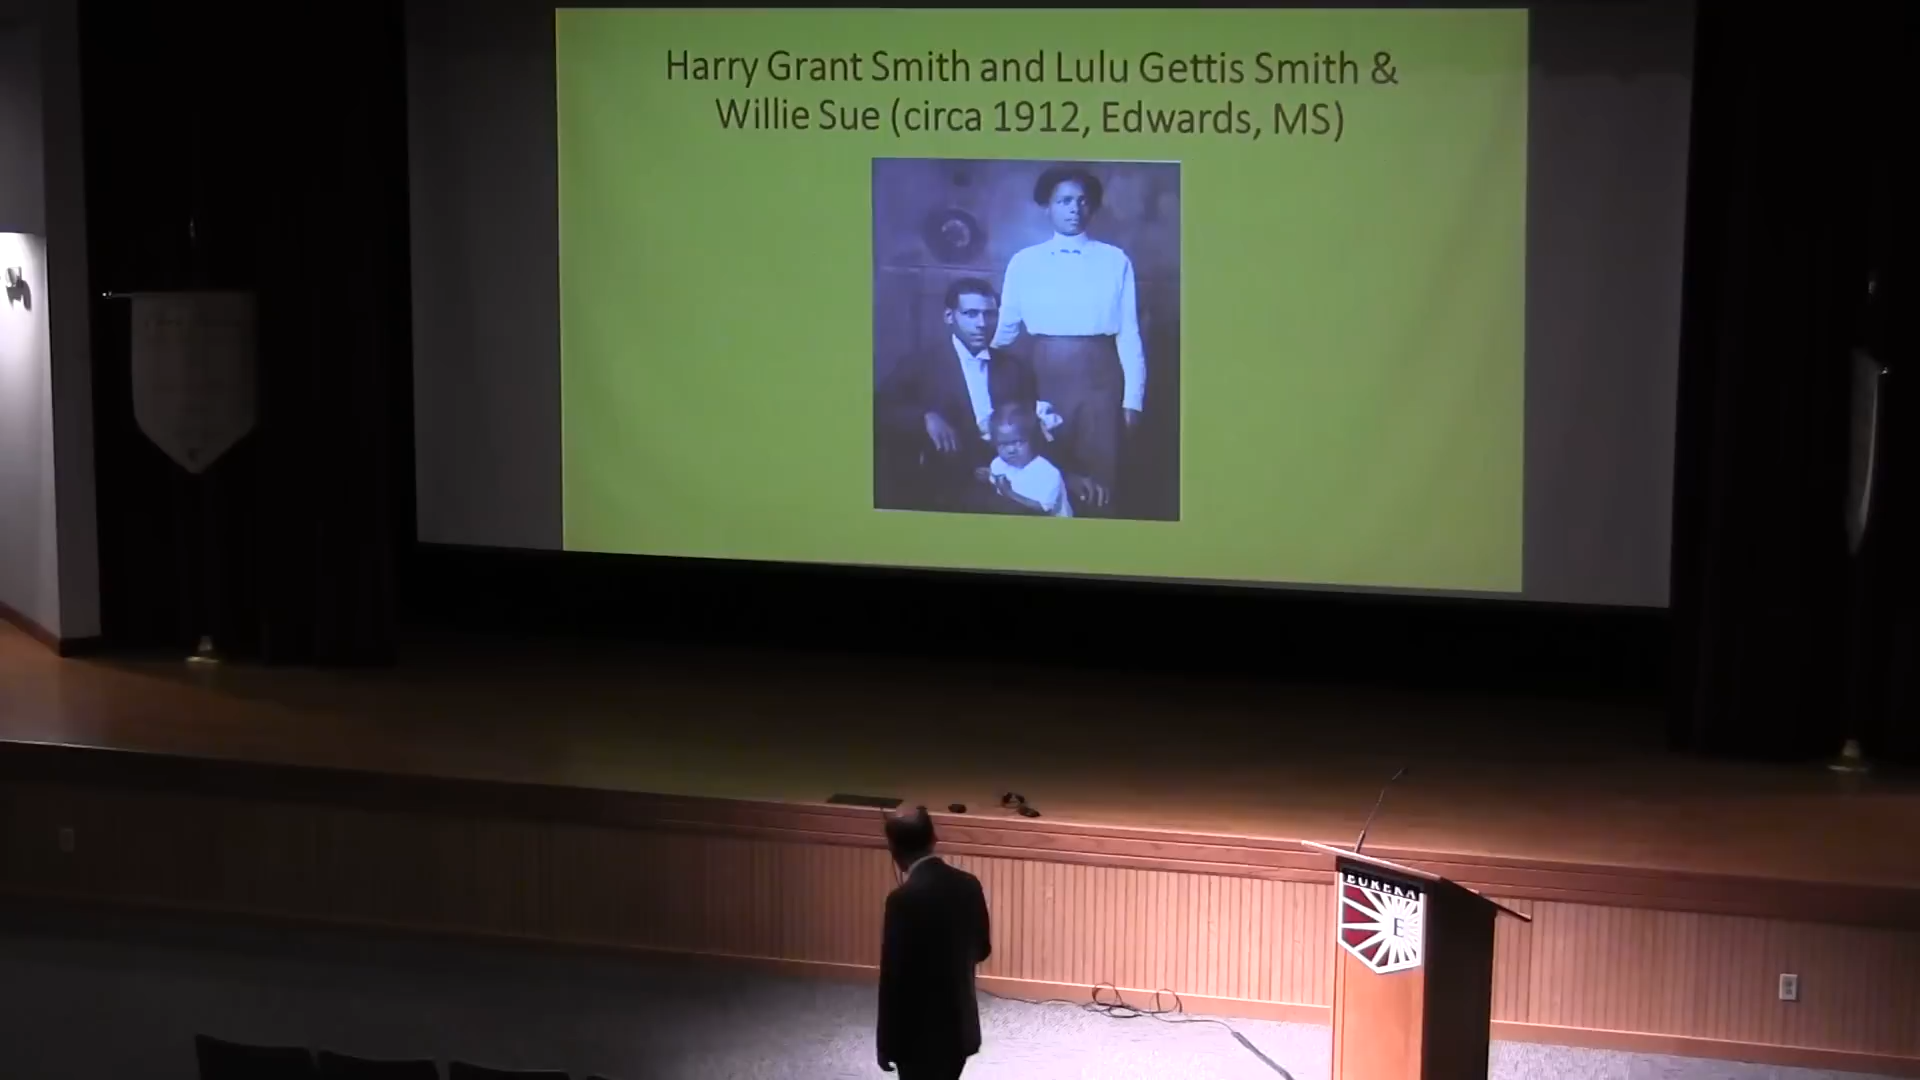 Harry Grant Smith and Lulu Gettis Smith &
Willie Sue (circa 1912, Edwards, MS)
EUREKA
E